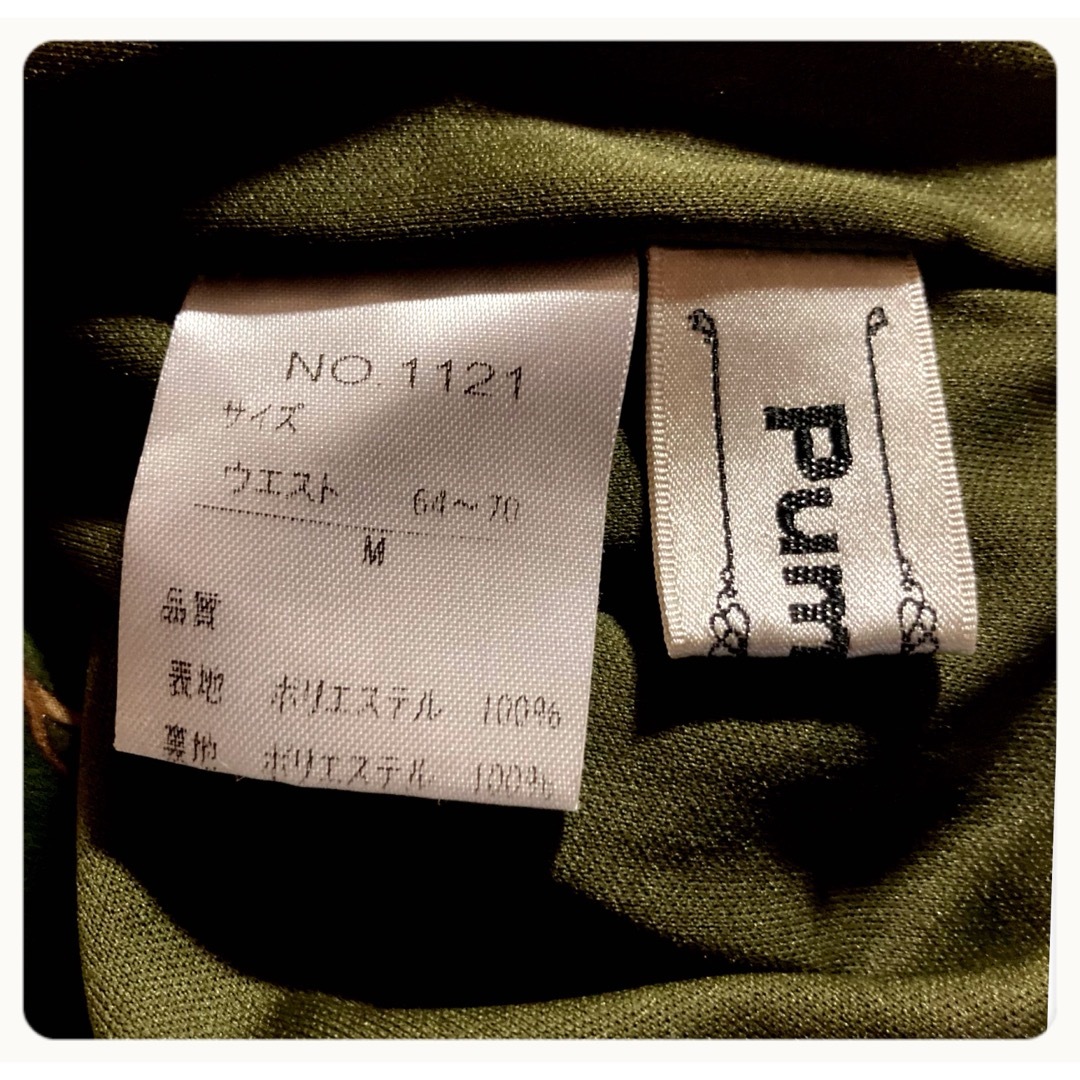 NO.1121
サイズ
ウエスト 64～70
M
品質
表地 ポリエステル 100%
裏地 ポリエステル 100%